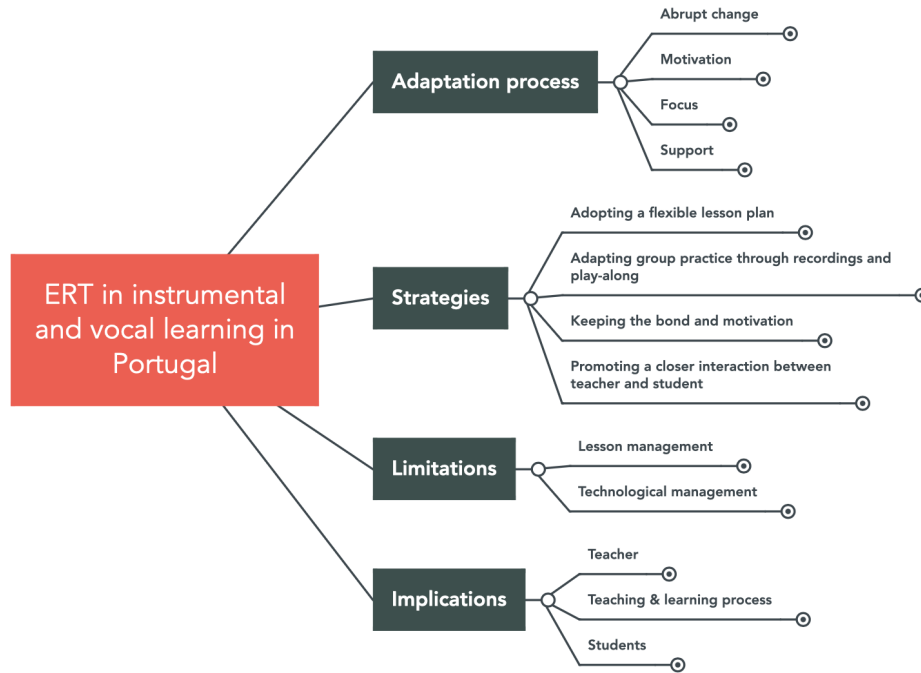 Abrupt change
Adaptation process
Motivation
Focus
Support
Adopting a flexible lesson plan
Adapting group practice through recordings and
play-along
Strategies
Keeping the bond and motivation
Promoting a closer interaction between
teacher and student
ERT in instrumental
and vocal learning in
Portugal
Limitations
Lesson management
Technological management
Implications
Teacher
Teaching & learning process
Students